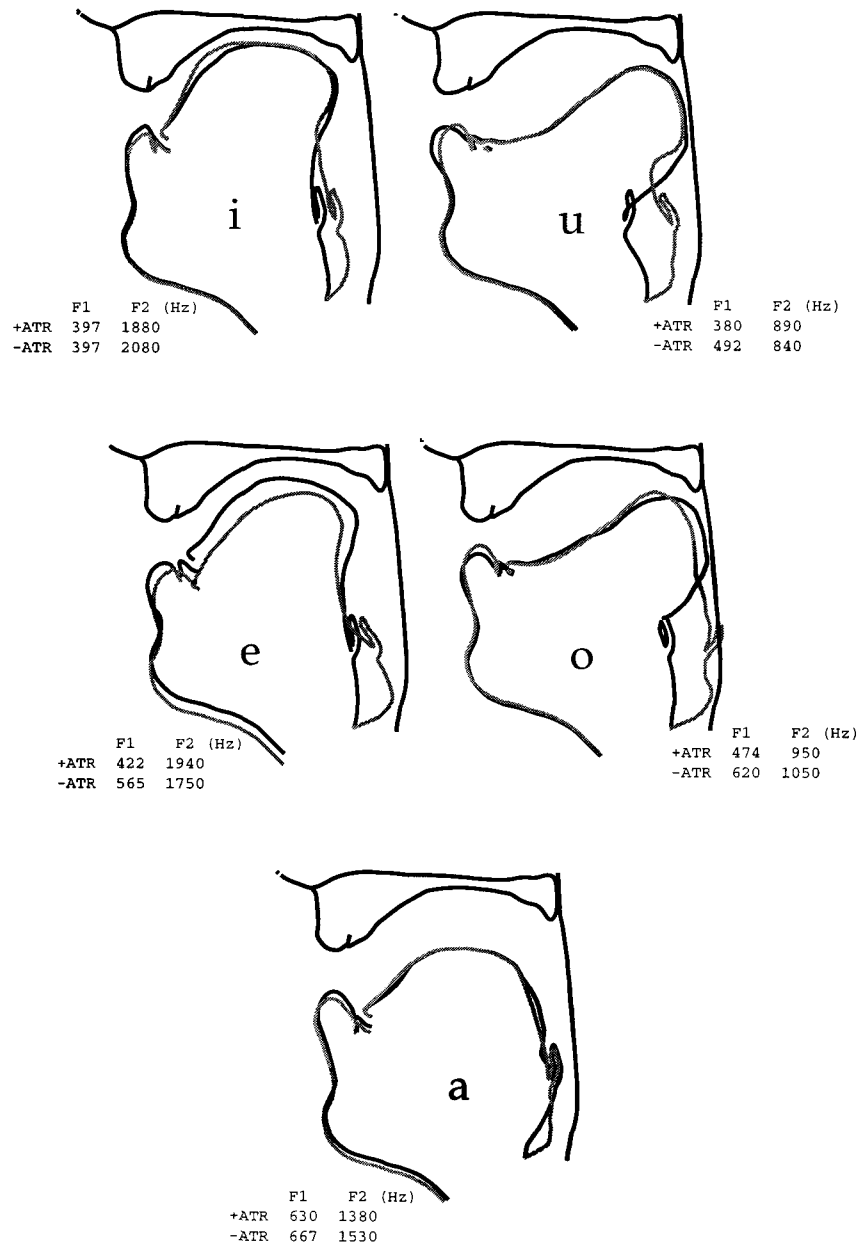 i
F1 F2 (Hz)
+ATR 397 1880
-ATR 397 2080
u
F1 F2 (Hz)
+ATR 380 890
-ATR 492 840
e
F1 F2 (Hz)
+ATR 422 1940
-ATR 565 1750
o
F1 F2 (Hz)
+ATR 474 950
-ATR 620 1050
a
F1 F2 (Hz)
+ATR 630 1380
-ATR 667 1530